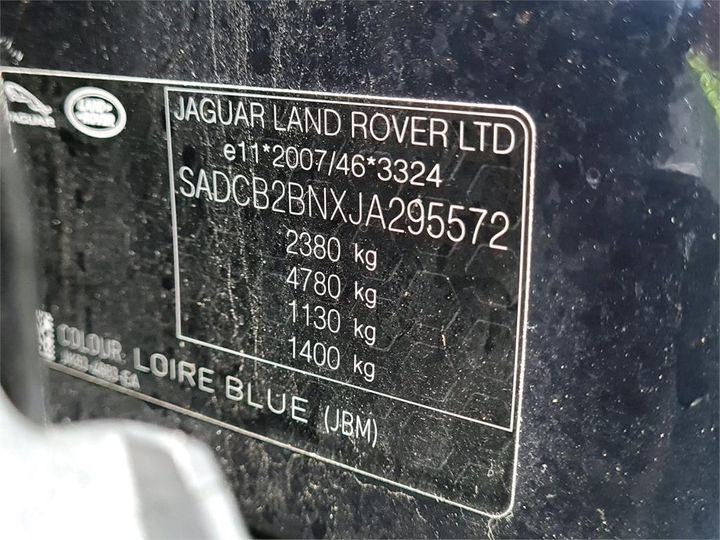 JAGUAR
JAGUAR LAND ROVER LTD
e11*2007/46*3324
SADCB2BNXJA295572
2380 kg
4780 kg
1130 kg
1400 kg
COLOUR: LOIRE BLUE (JBM)